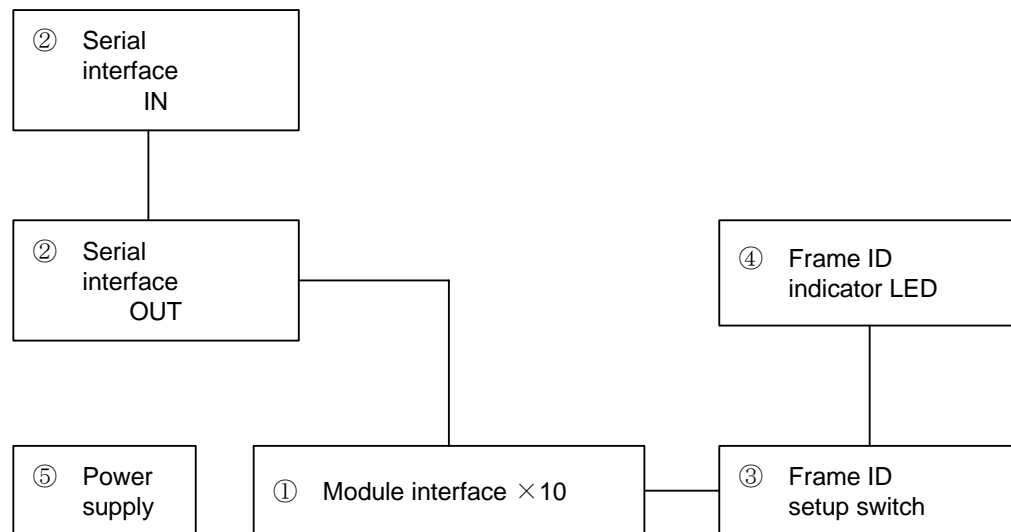 ② Serial
interface
IN
② Serial
interface
OUT
④ Frame ID
indicator LED
⑤ Power
supply
① Module interface ×10
③ Frame ID
setup switch